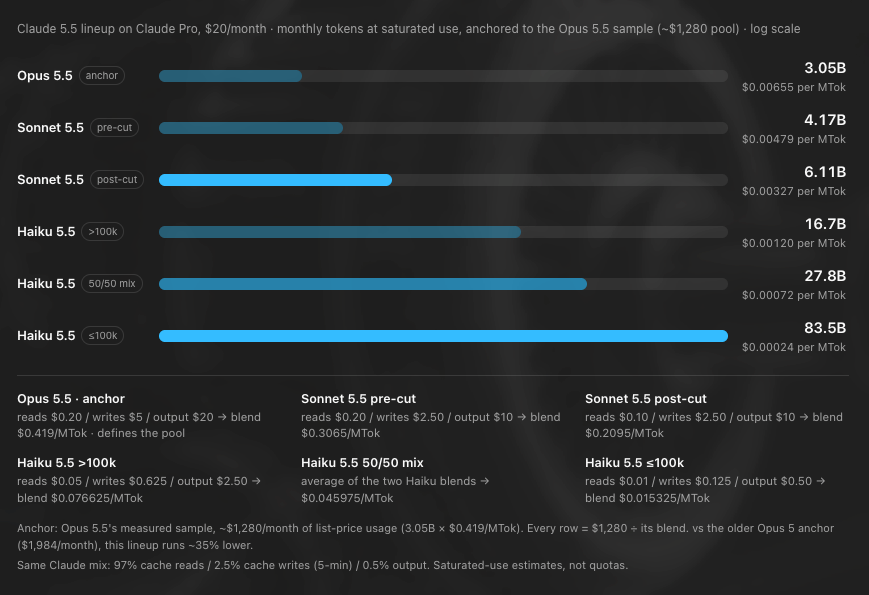 Claude 5.5 lineup on Claude Pro, $20/month · monthly tokens at saturated use, anchored to the Opus 5.5 sample (~$1,280 pool) · log scale
Opus 5.5 anchor 3.05B
$0.00655 per MTok
Sonnet 5.5 pre-cut 4.17B
$0.00479 per MTok
Sonnet 5.5 post-cut 6.11B
$0.00327 per MTok
Haiku 5.5 >100k 16.7B
$0.00120 per MTok
Haiku 5.5 50/50 mix 27.8B
$0.00072 per MTok
Haiku 5.5 ≤100k 83.5B
$0.00024 per MTok
Opus 5.5 · anchor
reads $0.20 / writes $5 / output $20 → blend
$0.419/MTok · defines the pool
Sonnet 5.5 pre-cut
reads $0.20 / writes $2.50 / output $10 → blend
$0.3065/MTok
Sonnet 5.5 post-cut
reads $0.10 / writes $2.50 / output $10 → blend
$0.2095/MTok
Haiku 5.5 >100k
reads $0.05 / writes $0.625 / output $2.50 →
blend $0.076625/MTok
Haiku 5.5 50/50 mix
average of the two Haiku blends →
$0.045975/MTok
Haiku 5.5 ≤100k
reads $0.01 / writes $0.125 / output $0.50 →
blend $0.015325/MTok
Anchor: Opus 5.5's measured sample, ~$1,280/month of list-price usage (3.05B × $0.419/MTok). Every row = $1,280 ÷ its blend. vs the older Opus 5 anchor
($1,984/month), this lineup runs ~35% lower.
Same Claude mix: 97% cache reads / 2.5% cache writes (5-min) / 0.5% output. Saturated-use estimates, not quotas.